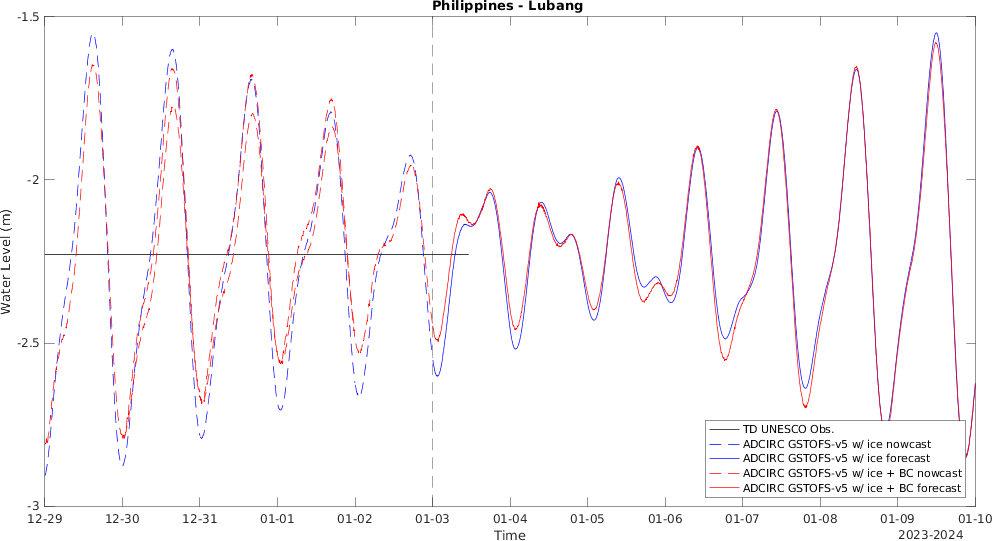 Philippines - Lubang
-1.5
-2
-2.5
-3
Water Level (m)
12-29 12-30 12-31 01-01 01-02 01-03 01-04 01-05 01-06 01-07 01-08 01-09 01-10
Time
2023-2024
TD UNESCO Obs.
ADCIRC GSTOFS-v5 w/ ice nowcast
ADCIRC GSTOFS-v5 w/ ice forecast
ADCIRC GSTOFS-v5 w/ ice + BC nowcast
ADCIRC GSTOFS-v5 w/ ice + BC forecast